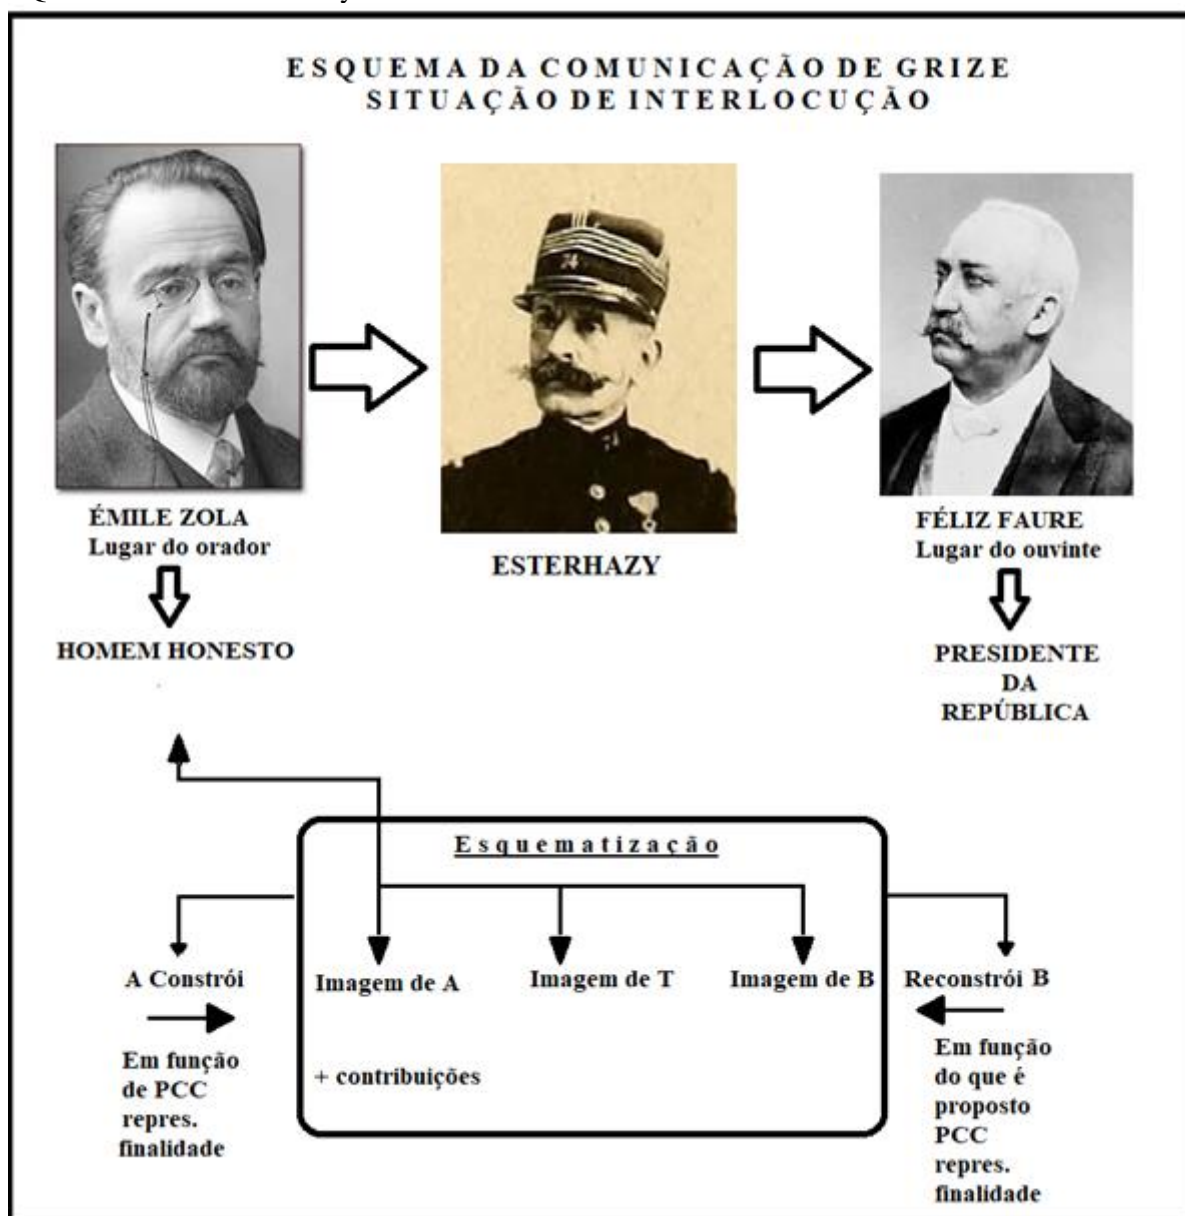 ESQUEMA DA COMUNICAÇÃO DE GRIZE
SITUAÇÃO DE INTERLOCUÇÃO
ÉMILE ZOLA
Lugar do orador
ESTERHAZY
FÉLIZ FAURE
Lugar do ouvinte
HOMEM HONESTO
PRESIDENTE
DA
REPÚBLICA
Esquematização
A Constrói
Imagem de A
Imagem de T
Imagem de B
Reconstrói B
Em função
de PCC
repres.
finalidade
+ contribuições
Em função
do que é
proposto
PCC
repres.
finalidade